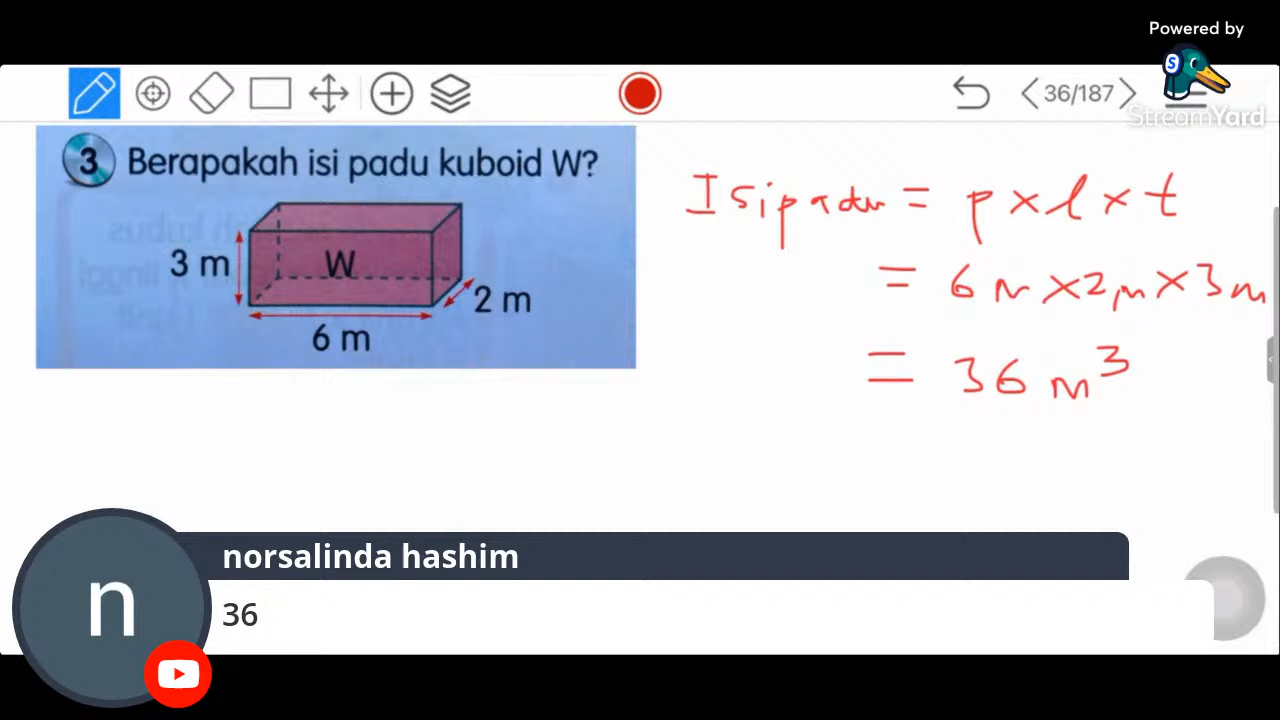 Powered by
StreamYard
36/187
3 Berapakah isi padu kuboid W?
3 m
W
2 m
6 m
Isipadu = p × l × t
= 6 m × 2 m × 3 m
= 36 m³
n
norsalinda hashim
36